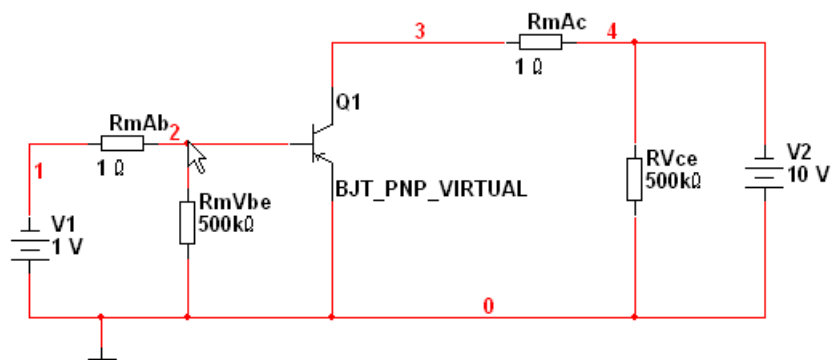 3
RmAc
4
1 Ω
Q1
RmAb
2
1 Ω
1
RVce
500kΩ
V2
10 V
BJT_PNP_VIRTUAL
RmVbe
500kΩ
V1
1 V
0